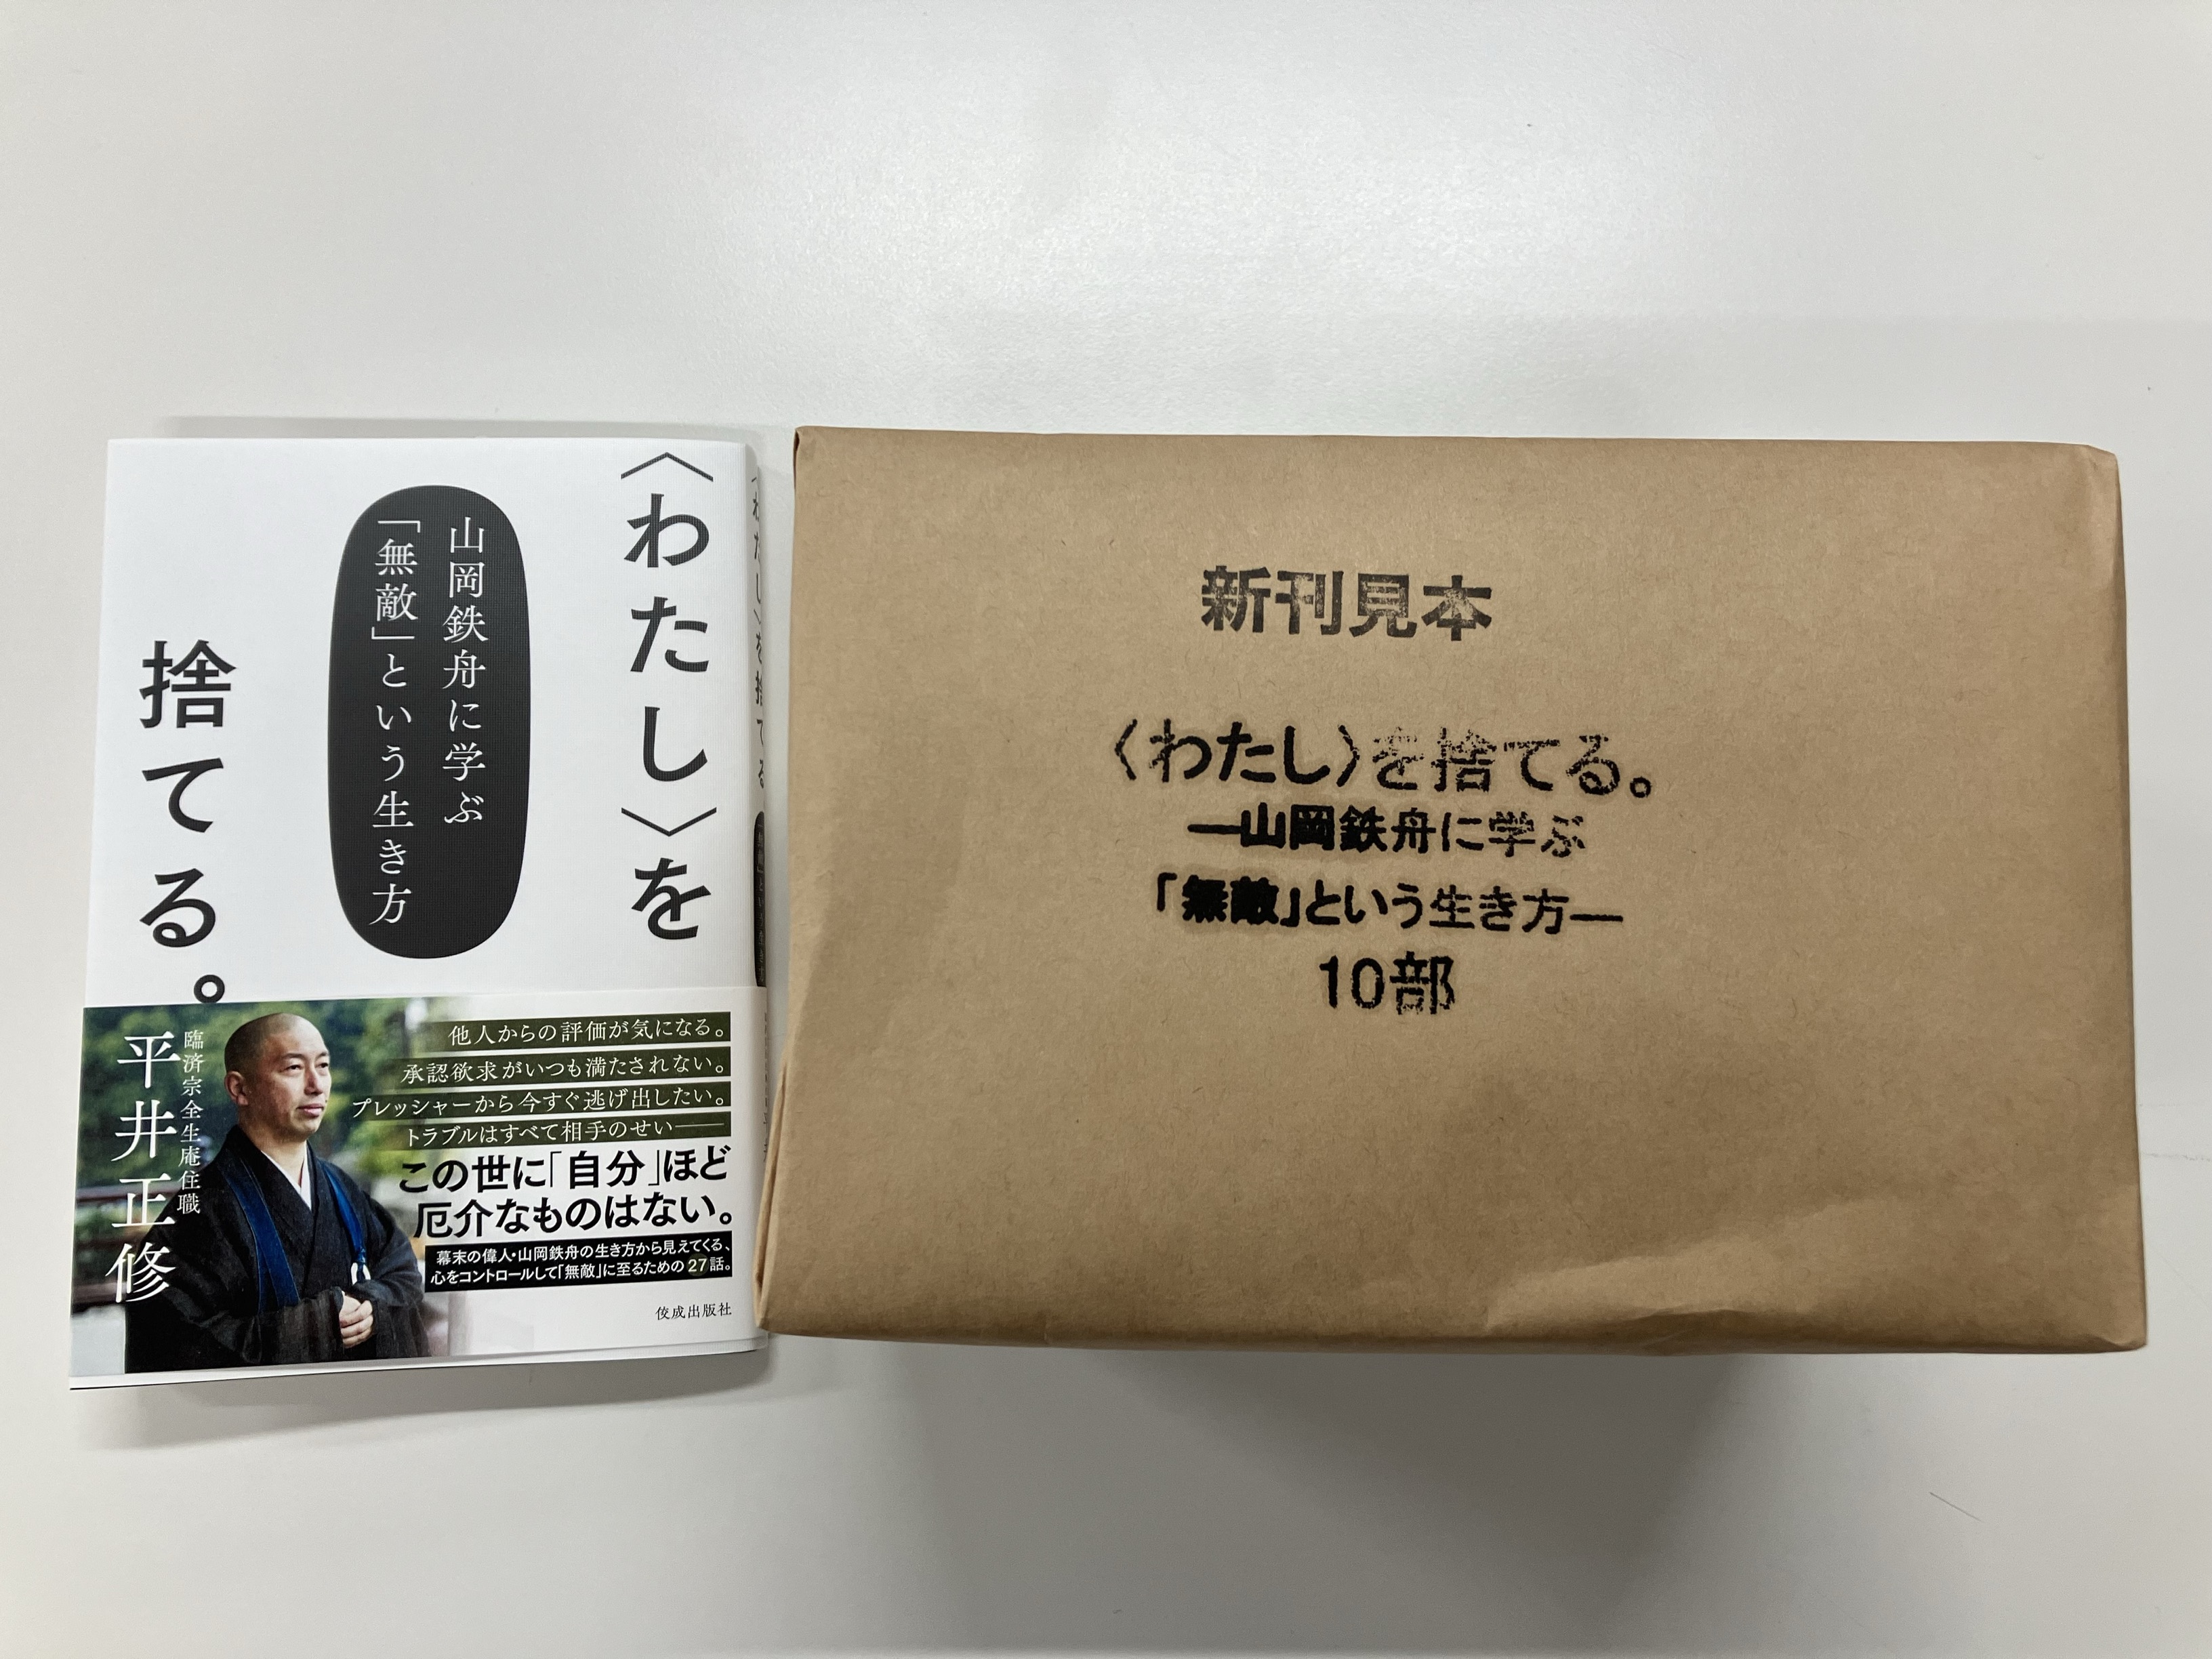 〈わたし〉を
捨てる。
山岡鉄舟に学ぶ
「無敵」という生き方
臨済宗全生庵住職
平井正修
他人からの評価が気になる。
承認欲求がいつも満たされない。
プレッシャーから今すぐ逃げ出したい。
トラブルはすべて相手のせい――
この世に「自分」ほど
厄介なものはない。
幕末の偉人・山岡鉄舟の生き方から見えてくる、
心をコントロールして「無敵」に至るための27話。
佼成出版社
〈わたし〉を捨てる
新刊見本
〈わたし〉を捨てる。
―山岡鉄舟に学ぶ
「無敵」という生き方―
10部